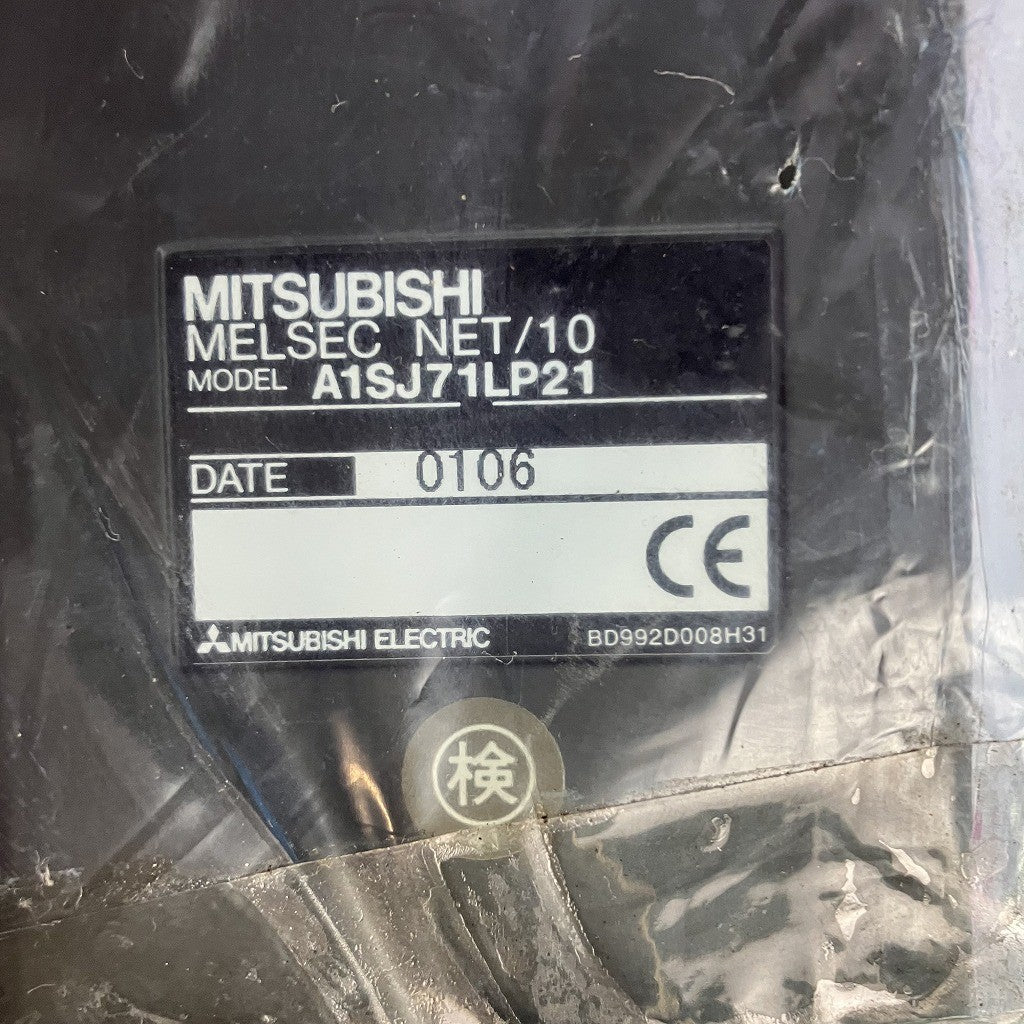 MITSUBISHI
MELSEC NET/10
MODEL A1SJ71LP21
DATE 0106
CE
MITSUBISHI ELECTRIC BD992D008H31
検